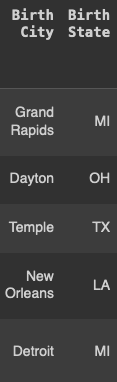 Birth Birth
City State
Grand
Rapids MI
Dayton OH
Temple TX
New
Orleans LA
Detroit MI